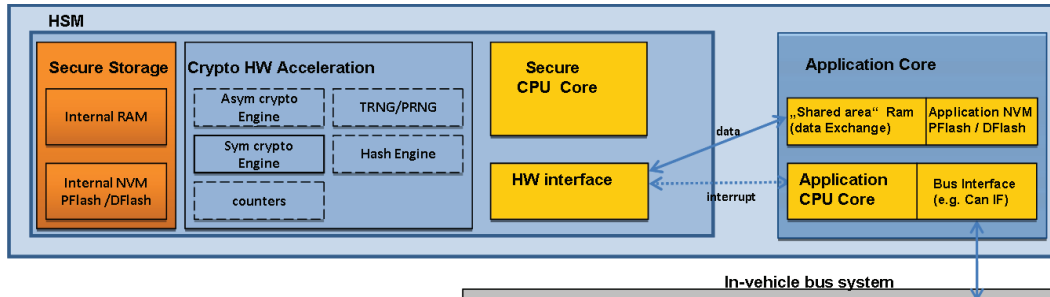 HSM
Secure Storage
Internal RAM
Internal NVM
PFlash /DFlash
Crypto HW Acceleration
Asym crypto
Engine
TRNG/PRNG
Sym crypto
Engine
Hash Engine
counters
Secure
CPU Core
HW interface
data
interrupt
Application Core
„Shared area“ Ram
(data Exchange)
Application NVM
PFlash / DFlash
Application
CPU Core
Bus Interface
(e.g. Can IF)
In-vehicle bus system